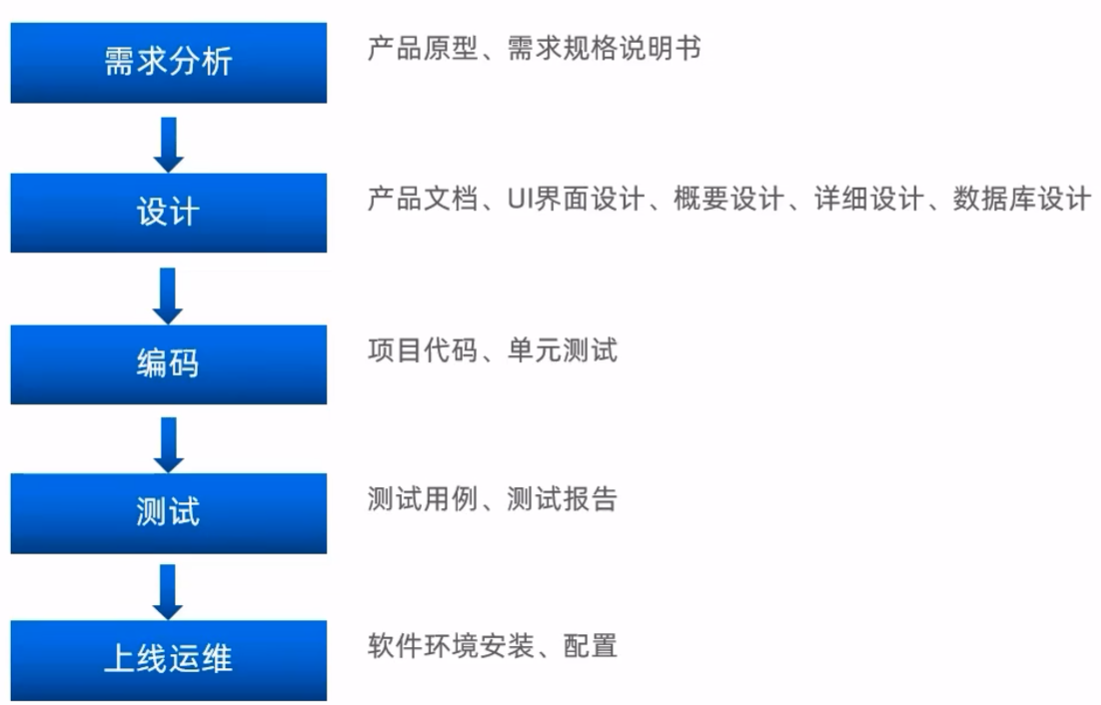 需求分析
产品原型、需求规格说明书
设计
产品文档、UI界面设计、概要设计、详细设计、数据库设计
编码
项目代码、单元测试
测试
测试用例、测试报告
上线运维
软件环境安装、配置